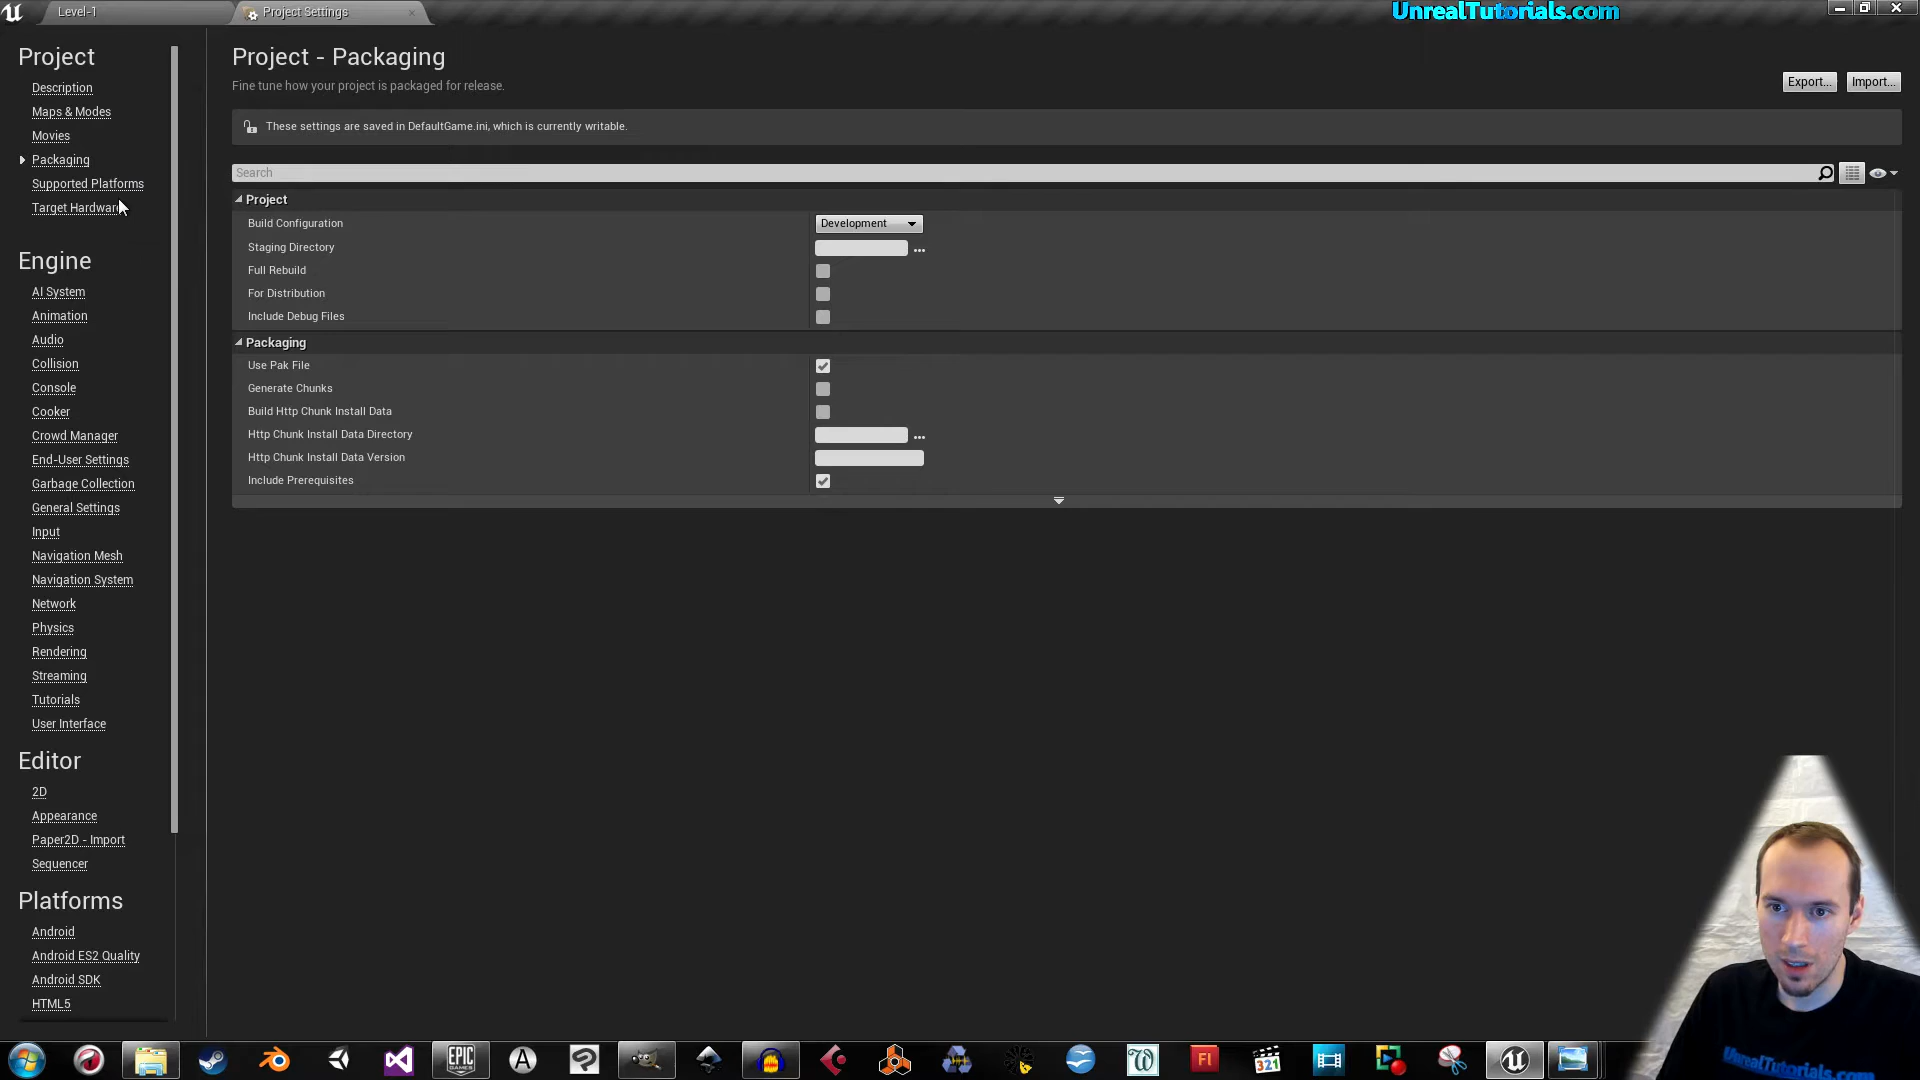 Level-1
Project Settings
UnrealTutorials.com
Project
Description
Maps & Modes
Movies
Packaging
Supported Platforms
Target Hardware
Engine
AI System
Animation
Audio
Collision
Console
Cooker
Crowd Manager
End-User Settings
Garbage Collection
General Settings
Input
Navigation Mesh
Navigation System
Network
Physics
Rendering
Streaming
Tutorials
User Interface
Editor
2D
Appearance
Paper2D - Import
Sequencer
Platforms
Android
Android ES2 Quality
Android SDK
HTML5
Project - Packaging
Fine tune how your project is packaged for release.
Export...
Import...
These settings are saved in DefaultGame.ini, which is currently writable.
Search
Project
Build Configuration
Development
Staging Directory
...
Full Rebuild
For Distribution
Include Debug Files
Packaging
Use Pak File
Generate Chunks
Build Http Chunk Install Data
Http Chunk Install Data Directory
...
Http Chunk Install Data Version
Include Prerequisites
UnrealTutorials.com
EPIC
GAMES
A
W
Fl
321